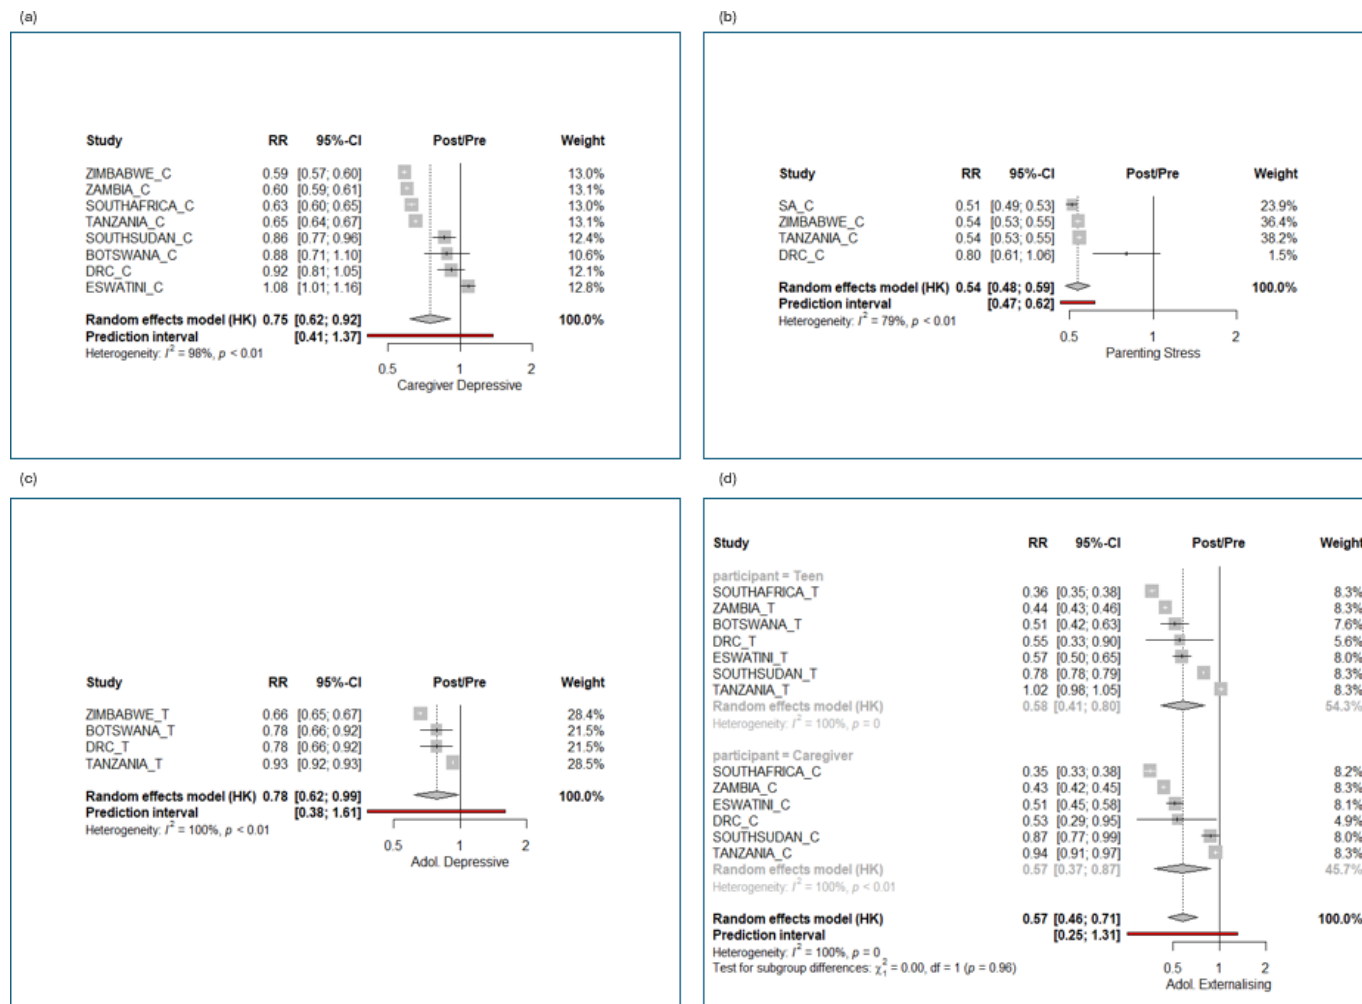 (a)
Study RR 95%-CI Post/Pre Weight
ZIMBABWE_C 0.59 [0.57; 0.60] 13.0%
ZAMBIA_C 0.60 [0.59; 0.61] 13.1%
SOUTHAFRICA_C 0.63 [0.60; 0.65] 13.0%
TANZANIA_C 0.65 [0.64; 0.67] 13.1%
SOUTHSUDAN_C 0.86 [0.77; 0.96] 12.4%
BOTSWANA_C 0.88 [0.71; 1.10] 10.6%
DRC_C 0.92 [0.81; 1.05] 12.1%
ESWATINI_C 1.08 [1.01; 1.16] 12.8%
Random effects model (HK) 0.75 [0.62; 0.92] 100.0%
Prediction interval [0.41; 1.37]
Heterogeneity: I² = 98%, p < 0.01
0.5 1 2
Caregiver Depressive
(b)
Study RR 95%-CI Post/Pre Weight
SA_C 0.51 [0.49; 0.53] 23.9%
ZIMBABWE_C 0.54 [0.53; 0.55] 36.4%
TANZANIA_C 0.54 [0.53; 0.55] 38.2%
DRC_C 0.80 [0.61; 1.06] 1.5%
Random effects model (HK) 0.54 [0.48; 0.59] 100.0%
Prediction interval [0.47; 0.62]
Heterogeneity: I² = 79%, p < 0.01
0.5 1 2
Parenting Stress
(c)
Study RR 95%-CI Post/Pre Weight
ZIMBABWE_T 0.66 [0.65; 0.67] 28.4%
BOTSWANA_T 0.78 [0.66; 0.92] 21.5%
DRC_T 0.78 [0.66; 0.92] 21.5%
TANZANIA_T 0.93 [0.92; 0.93] 28.5%
Random effects model (HK) 0.78 [0.62; 0.99] 100.0%
Prediction interval [0.38; 1.61]
Heterogeneity: I² = 100%, p < 0.01
0.5 1 2
Adol. Depressive
(d)
Study RR 95%-CI Post/Pre Weight
participant = Teen
SOUTHAFRICA_T 0.36 [0.35; 0.38] 8.3%
ZAMBIA_T 0.44 [0.43; 0.46] 8.3%
BOTSWANA_T 0.51 [0.42; 0.63] 7.6%
DRC_T 0.55 [0.33; 0.90] 5.6%
ESWATINI_T 0.57 [0.50; 0.65] 8.0%
SOUTHSUDAN_T 0.78 [0.78; 0.79] 8.3%
TANZANIA_T 1.02 [0.98; 1.05] 8.3%
Random effects model (HK) 0.58 [0.41; 0.80] 54.3%
Heterogeneity: I² = 100%, p = 0
participant = Caregiver
SOUTHAFRICA_C 0.35 [0.33; 0.38] 8.2%
ZAMBIA_C 0.43 [0.42; 0.45] 8.3%
ESWATINI_C 0.51 [0.45; 0.58] 8.1%
DRC_C 0.53 [0.29; 0.95] 4.9%
SOUTHSUDAN_C 0.87 [0.77; 0.99] 8.0%
TANZANIA_C 0.94 [0.91; 0.97] 8.3%
Random effects model (HK) 0.57 [0.37; 0.87] 45.7%
Heterogeneity: I² = 100%, p < 0.01
Random effects model (HK) 0.57 [0.46; 0.71] 100.0%
Prediction interval [0.25; 1.31]
Heterogeneity: I² = 100%, p = 0
Test for subgroup differences: χ₁² = 0.00, df = 1 (p = 0.96)
0.5 1 2
Adol. Externalising